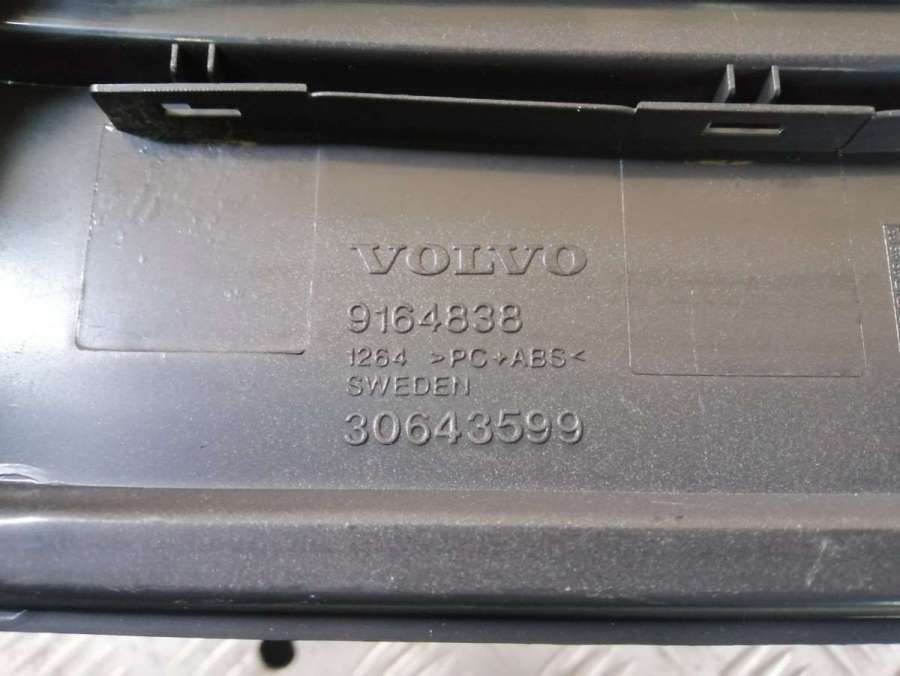 VOLVO
9164838
1264 >PC+ABS<
SWEDEN
30643599